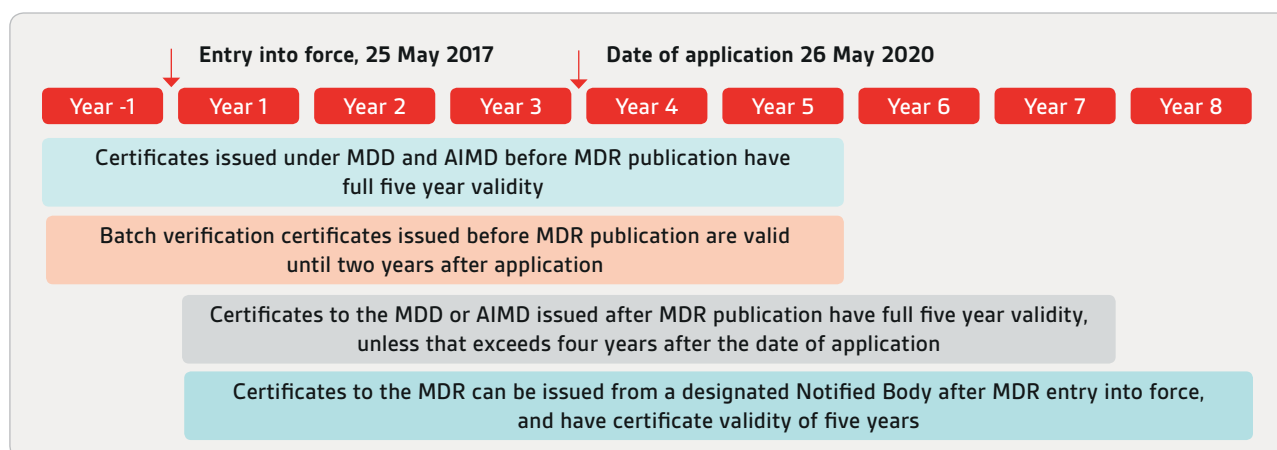 Entry into force, 25 May 2017
Date of application 26 May 2020
Year -1
Year 1
Year 2
Year 3
Year 4
Year 5
Year 6
Year 7
Year 8
Certificates issued under MDD and AIMD before MDR publication have
full five year validity
Batch verification certificates issued before MDR publication are valid
until two years after application
Certificates to the MDD or AIMD issued after MDR publication have full five year validity,
unless that exceeds four years after the date of application
Certificates to the MDR can be issued from a designated Notified Body after MDR entry into force,
and have certificate validity of five years